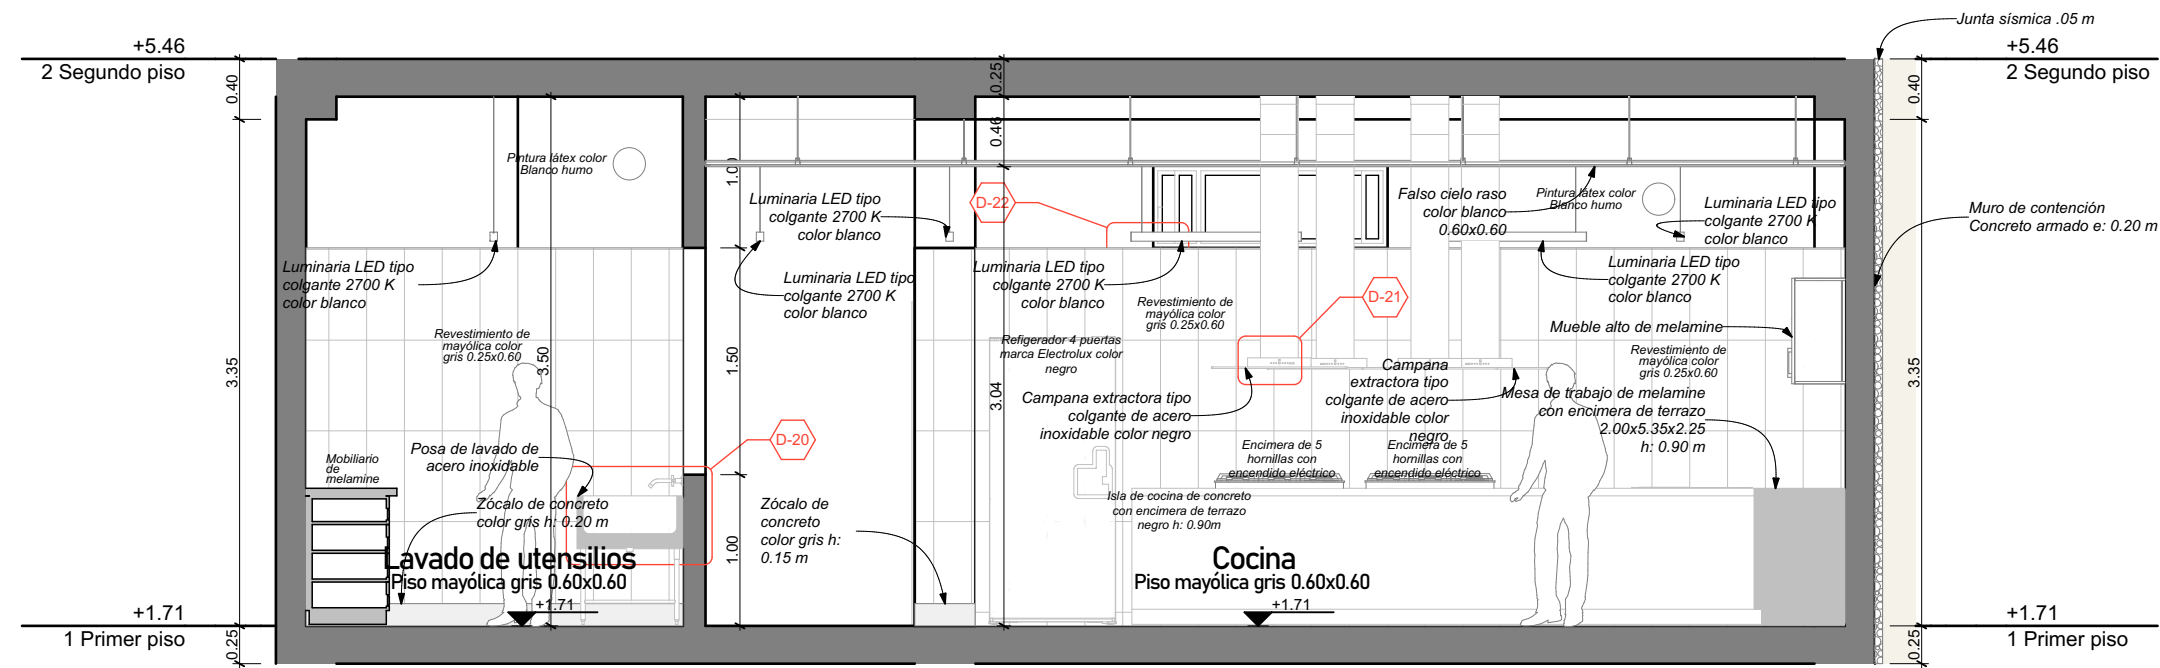 Junta sísmica .05 m
+5.46
2 Segundo piso
+5.46
2 Segundo piso
0.40
0.25
0.40
0.46
Pintura látex color
Blanco humo
1.0
Luminaria LED tipo
colgante 2700 K
color blanco
D-22
Falso cielo raso
color blanco
0.60x0.60
Pintura látex color
Blanco humo
Luminaria LED tipo
colgante 2700 K
color blanco
Muro de contención
Concreto armado e: 0.20 m
Luminaria LED tipo
colgante 2700 K
color blanco
Luminaria LED tipo
colgante 2700 K
color blanco
Luminaria LED tipo
colgante 2700 K
color blanco
Luminaria LED tipo
colgante 2700 K
color blanco
D-21
Revestimiento de
mayólica color
gris 0.25x0.60
Revestimiento de
mayólica color
gris 0.25x0.60
Mueble alto de melamine
Refigerador 4 puertas
marca Electrolux color
negro
Revestimiento de
mayólica color
gris 0.25x0.60
3.35
3.50
1.50
3.04
3.35
Campana extractora tipo
colgante de acero
inoxidable color negro
Campana
extractora tipo
colgante de acero
inoxidable color
negro
Mesa de trabajo de melamine
con encimera de terrazo
2.00x5.35x2.25
h: 0.90 m
D-20
Posa de lavado de
acero inoxidable
Mobiliario
de
melamine
Encimera de 5
hornillas con
encendido eléctrico
Encimera de 5
hornillas con
encendido eléctrico
Zócalo de concreto
color gris h: 0.20 m
Zócalo de
concreto
color gris h:
0.15 m
Isla de cocina de concreto
con encimera de terrazo
negro h: 0.90m
1.00
Lavado de utensilios
Piso mayólica gris 0.60x0.60
+1.71
Cocina
Piso mayólica gris 0.60x0.60
+1.71
+1.71
1 Primer piso
+1.71
1 Primer piso
0.25
0.25